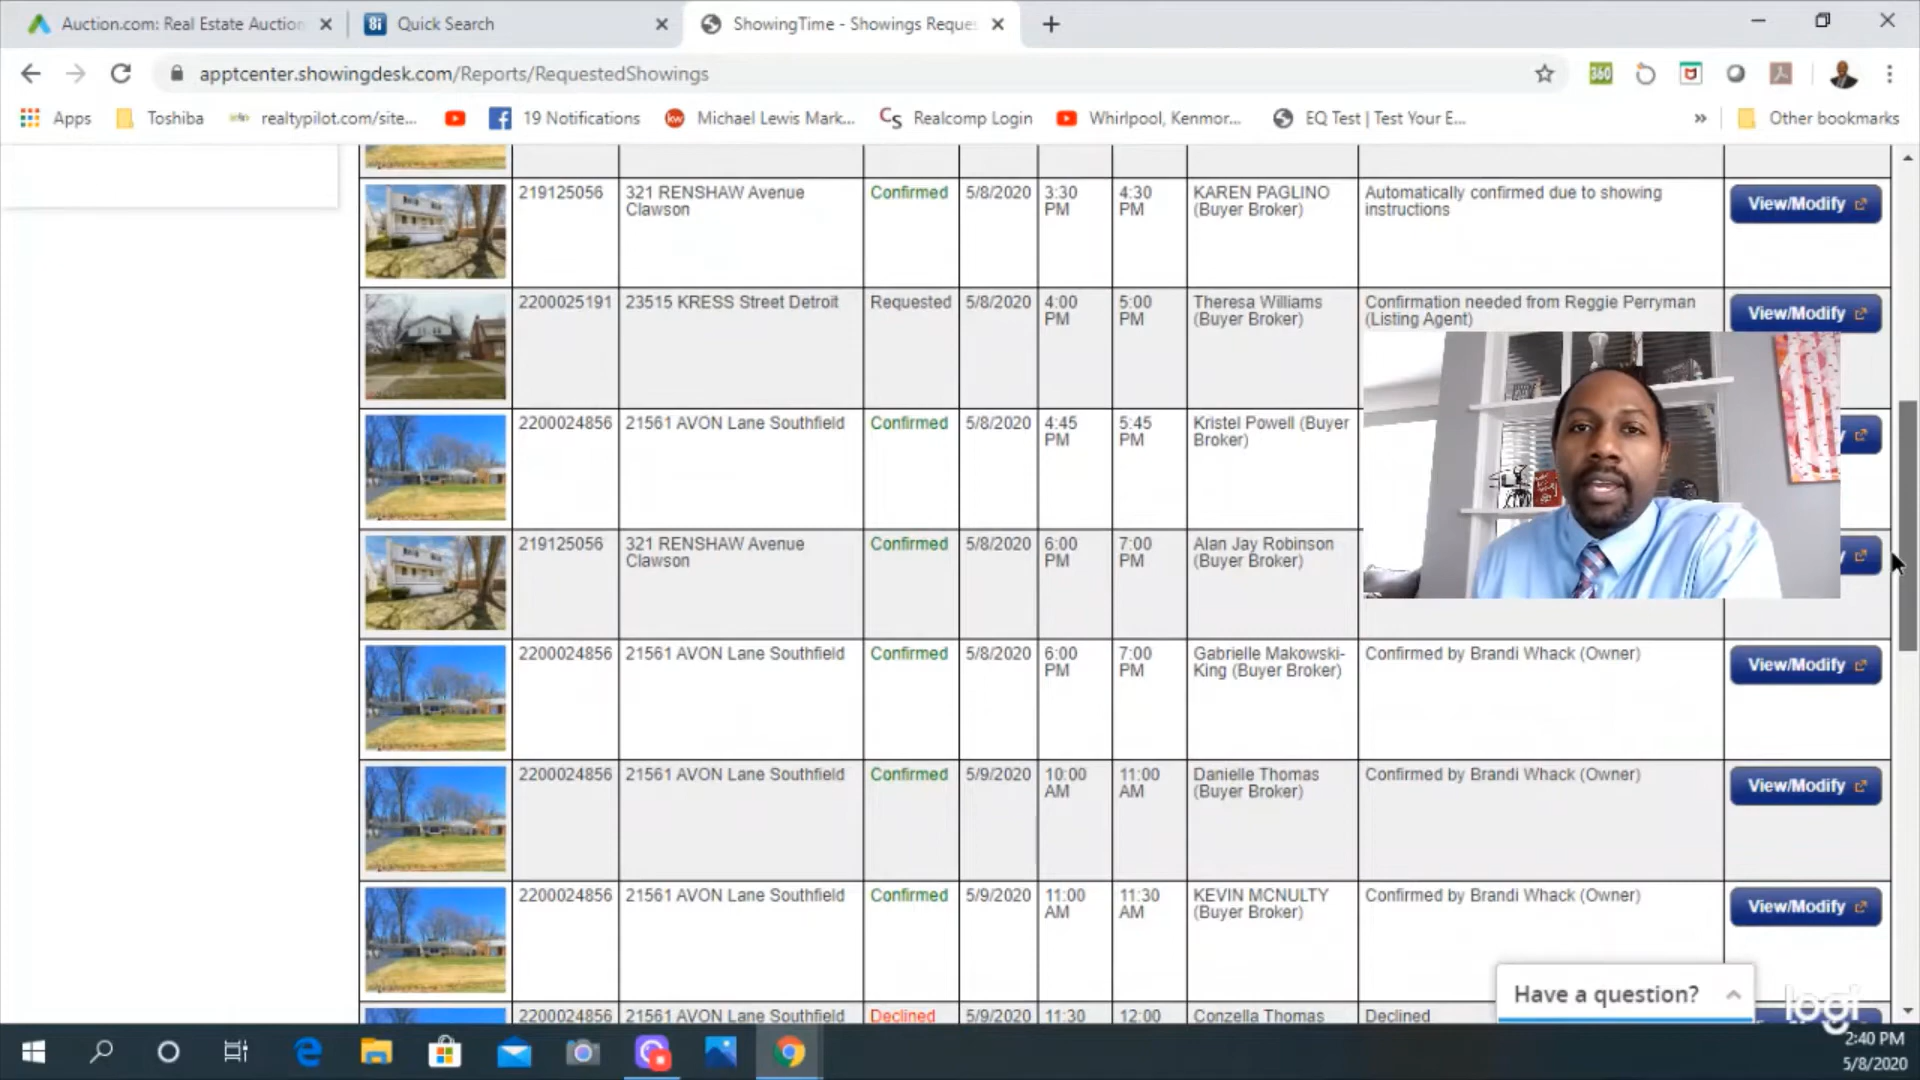 Auction.com: Real Estate Auction
Quick Search
ShowingTime - Showings Reque
apptcenter.showingdesk.com/Reports/RequestedShowings
360
Apps
Toshiba
realtypilot.com/site...
19 Notifications
kw
Michael Lewis Mark...
Realcomp Login
Whirlpool, Kenmor...
EQ Test | Test Your E...
»
Other bookmarks
219125056
321 RENSHAW Avenue
Clawson
Confirmed
5/8/2020
3:30
PM
4:30
PM
KAREN PAGLINO
(Buyer Broker)
Automatically confirmed due to showing
instructions
View/Modify
2200025191
23515 KRESS Street Detroit
Requested
5/8/2020
4:00
PM
5:00
PM
Theresa Williams
(Buyer Broker)
Confirmation needed from Reggie Perryman
(Listing Agent)
View/Modify
2200024856
21561 AVON Lane Southfield
Confirmed
5/8/2020
4:45
PM
5:45
PM
Kristel Powell (Buyer
Broker)
219125056
321 RENSHAW Avenue
Clawson
Confirmed
5/8/2020
6:00
PM
7:00
PM
Alan Jay Robinson
(Buyer Broker)
2200024856
21561 AVON Lane Southfield
Confirmed
5/8/2020
6:00
PM
7:00
PM
Gabrielle Makowski-
King (Buyer Broker)
Confirmed by Brandi Whack (Owner)
View/Modify
2200024856
21561 AVON Lane Southfield
Confirmed
5/9/2020
10:00
AM
11:00
AM
Danielle Thomas
(Buyer Broker)
Confirmed by Brandi Whack (Owner)
View/Modify
2200024856
21561 AVON Lane Southfield
Confirmed
5/9/2020
11:00
AM
11:30
AM
KEVIN MCNULTY
(Buyer Broker)
Confirmed by Brandi Whack (Owner)
View/Modify
2200024856
21561 AVON Lane Southfield
Declined
5/9/2020
11:30
12:00
Conzella Thomas
Declined
Have a question?
logi
2:40 PM
5/8/2020